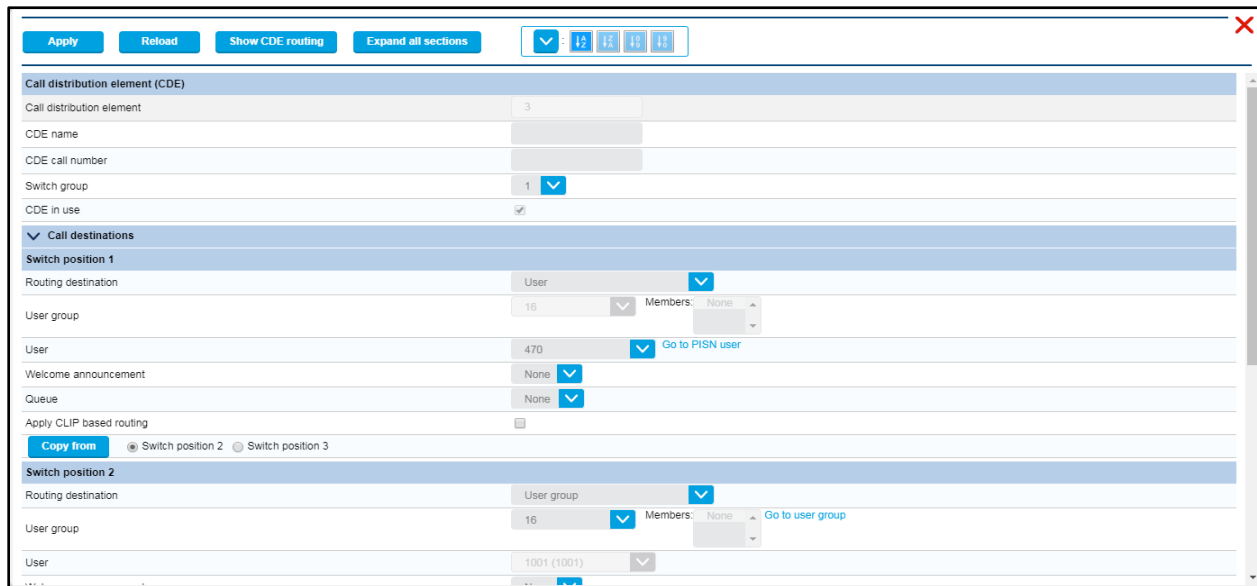 Apply Reload Show CDE routing Expand all sections :
Call distribution element (CDE)
Call distribution element 3
CDE name
CDE call number
Switch group 1
CDE in use
Call destinations
Switch position 1
Routing destination User
User group 16 Members: None
User 470 Go to PISN user
Welcome announcement None
Queue None
Apply CLIP based routing
Copy from Switch position 2 Switch position 3
Switch position 2
Routing destination User group
User group 16 Members: None Go to user group
User 1001 (1001)